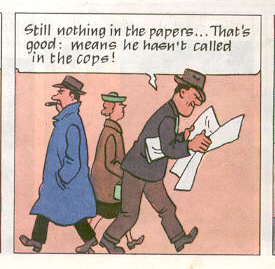 Still nothing in the papers... That's
good: means he hasn't called
in the cops!